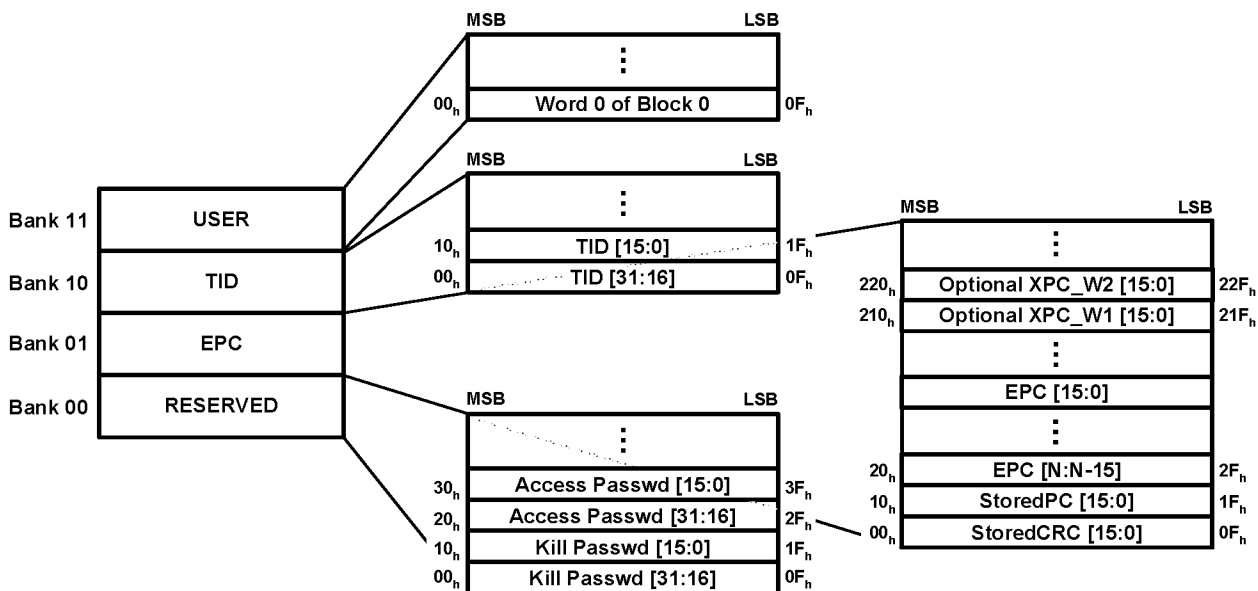 MSB LSB
⋮
00h Word 0 of Block 0 0Fh
MSB LSB
⋮
10h TID [15:0] 1Fh
00h TID [31:16] 0Fh
Bank 11 USER
Bank 10 TID
Bank 01 EPC
Bank 00 RESERVED
MSB LSB
⋮
30h Access Passwd [15:0] 3Fh
20h Access Passwd [31:16] 2Fh
10h Kill Passwd [15:0] 1Fh
00h Kill Passwd [31:16] 0Fh
MSB LSB
⋮
220h Optional XPC_W2 [15:0] 22Fh
210h Optional XPC_W1 [15:0] 21Fh
⋮
EPC [15:0]
⋮
20h EPC [N:N-15] 2Fh
10h StoredPC [15:0] 1Fh
00h StoredCRC [15:0] 0Fh